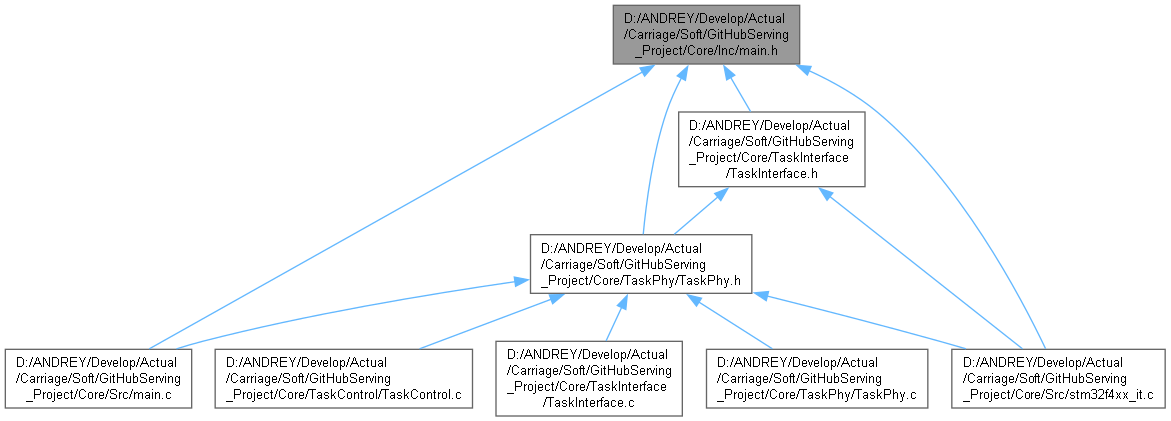 D:/ANDREY/Develop/Actual
/Carriage/Soft/GitHubServing
_Project/Core/Inc/main.h
D:/ANDREY/Develop/Actual
/Carriage/Soft/GitHubServing
_Project/Core/TaskInterface
/TaskInterface.h
D:/ANDREY/Develop/Actual
/Carriage/Soft/GitHubServing
_Project/Core/TaskPhy/TaskPhy.h
D:/ANDREY/Develop/Actual
/Carriage/Soft/GitHubServing
_Project/Core/Src/main.c
D:/ANDREY/Develop/Actual
/Carriage/Soft/GitHubServing
_Project/Core/TaskControl/TaskControl.c
D:/ANDREY/Develop/Actual
/Carriage/Soft/GitHubServing
_Project/Core/TaskInterface
/TaskInterface.c
D:/ANDREY/Develop/Actual
/Carriage/Soft/GitHubServing
_Project/Core/TaskPhy/TaskPhy.c
D:/ANDREY/Develop/Actual
/Carriage/Soft/GitHubServing
_Project/Core/Src/stm32f4xx_it.c